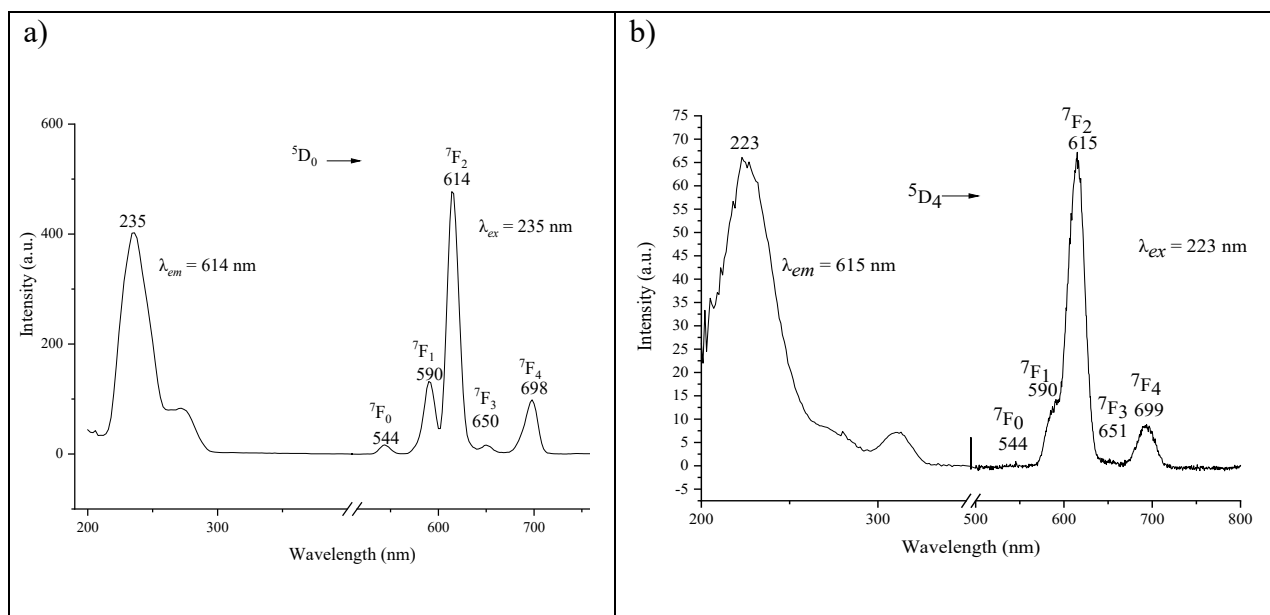 a)
600
400
200
0
Intensity (a.u.)
200
300
600
700
Wavelength (nm)
235
λem = 614 nm
⁵D₀
⁷F₀
544
⁷F₁
590
⁷F₂
614
⁷F₃
650
⁷F₄
698
λex = 235 nm
b)
75
70
65
60
55
50
45
40
35
30
25
20
15
10
5
0
-5
Intensity (a.u.)
200
300
500
600
700
800
Wavelength (nm)
223
λem = 615 nm
⁵D4
⁷F₀
544
⁷F₁
590
⁷F₂
615
⁷F₃
651
⁷F₄
699
λex = 223 nm